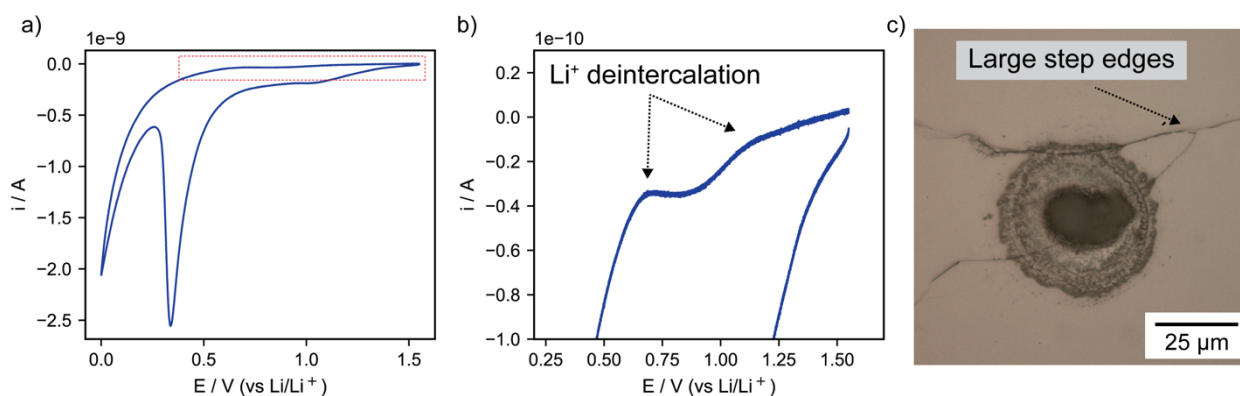 a)
1e−9
0.0
−0.5
−1.0
−1.5
−2.0
−2.5
i / A
0.0
0.5
1.0
1.5
E / V (vs Li/Li⁺)
b)
1e−10
Li⁺ deintercalation
0.2
0.0
−0.2
−0.4
−0.6
−0.8
−1.0
i / A
0.25
0.50
0.75
1.00
1.25
1.50
E / V (vs Li/Li⁺)
c)
Large step edges
25 µm